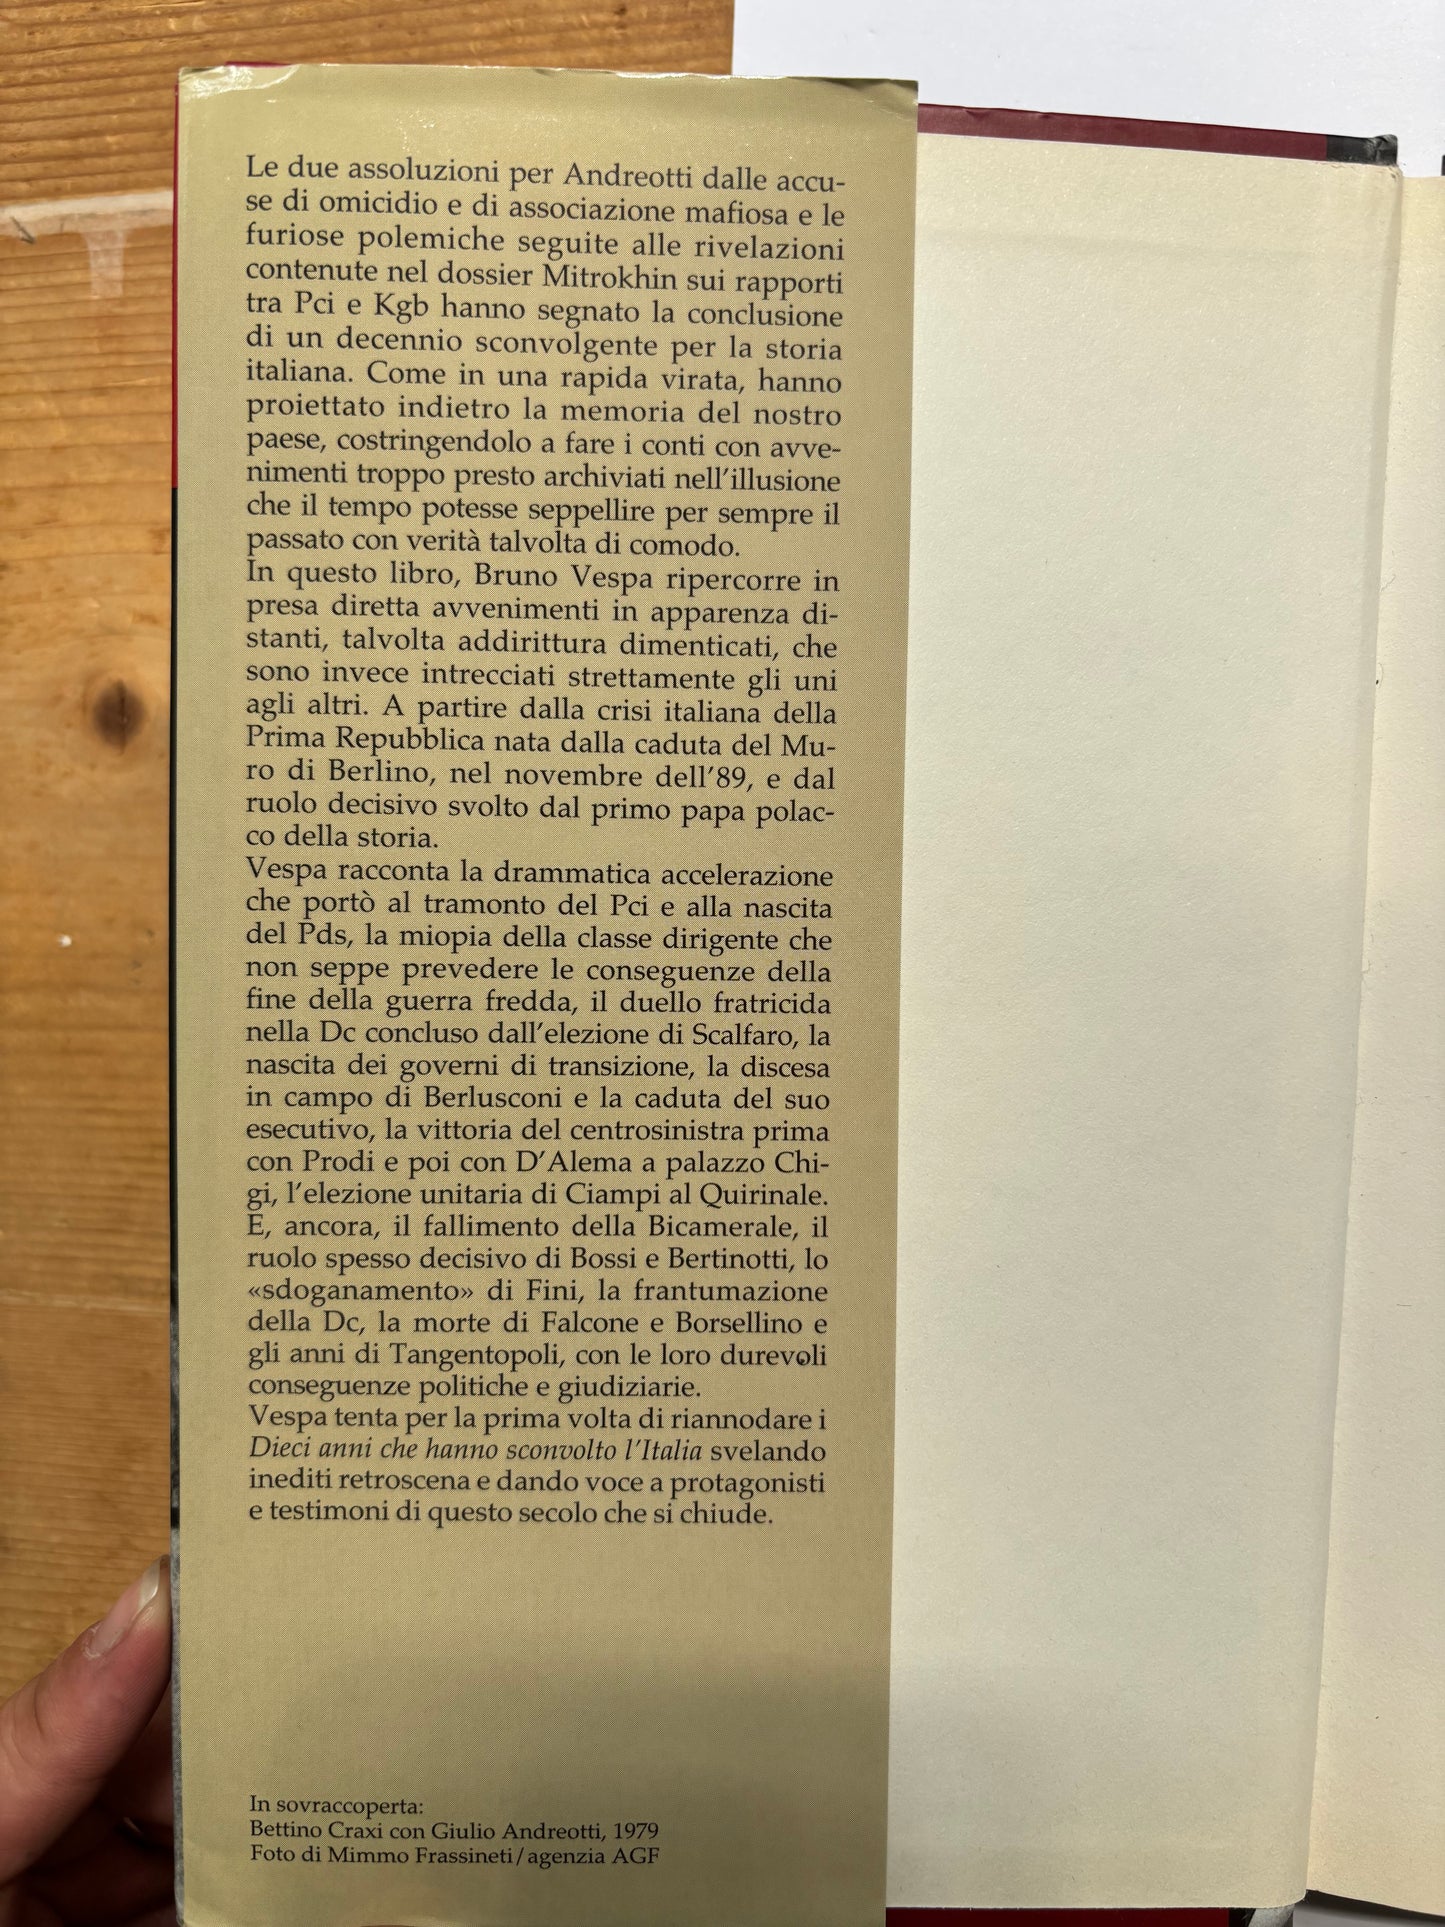 Le due assoluzioni per Andreotti dalle accu-
se di omicidio e di associazione mafiosa e le
furiose polemiche seguite alle rivelazioni
contenute nel dossier Mitrokhin sui rapporti
tra Pci e Kgb hanno segnato la conclusione
di un decennio sconvolgente per la storia
italiana. Come in una rapida virata, hanno
proiettato indietro la memoria del nostro
paese, costringendolo a fare i conti con avve-
nimenti troppo presto archiviati nell'illusione
che il tempo potesse seppellire per sempre il
passato con verità talvolta di comodo.
In questo libro, Bruno Vespa ripercorre in
presa diretta avvenimenti in apparenza di-
stanti, talvolta addirittura dimenticati, che
sono invece intrecciati strettamente gli uni
agli altri. A partire dalla crisi italiana della
Prima Repubblica nata dalla caduta del Mu-
ro di Berlino, nel novembre dell'89, e dal
ruolo decisivo svolto dal primo papa polac-
co della storia.
Vespa racconta la drammatica accelerazione
che portò al tramonto del Pci e alla nascita
del Pds, la miopia della classe dirigente che
non seppe prevedere le conseguenze della
fine della guerra fredda, il duello fratricida
nella Dc concluso dall'elezione di Scalfaro, la
nascita dei governi di transizione, la discesa
in campo di Berlusconi e la caduta del suo
esecutivo, la vittoria del centrosinistra prima
con Prodi e poi con D'Alema a palazzo Chi-
gi, l'elezione unitaria di Ciampi al Quirinale.
E, ancora, il fallimento della Bicamerale, il
ruolo spesso decisivo di Bossi e Bertinotti, lo
«sdoganamento» di Fini, la frantumazione
della Dc, la morte di Falcone e Borsellino e
gli anni di Tangentopoli, con le loro durevoli
conseguenze politiche e giudiziarie.
Vespa tenta per la prima volta di riannodare i
Dieci anni che hanno sconvolto l'Italia svelando
inediti retroscena e dando voce a protagonisti
e testimoni di questo secolo che si chiude.
In sovraccoperta:
Bettino Craxi con Giulio Andreotti, 1979
Foto di Mimmo Frassineti/agenzia AGF